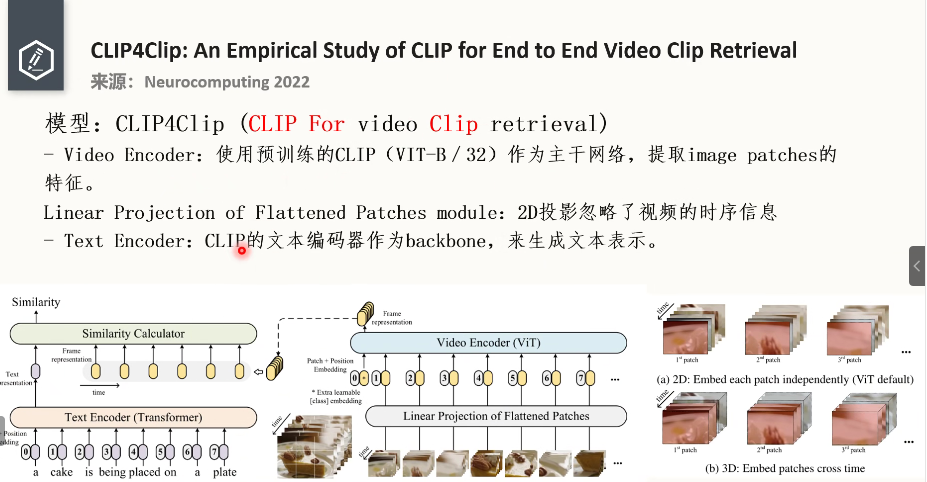 CLIP4Clip: An Empirical Study of CLIP for End to End Video Clip Retrieval
来源：Neurocomputing 2022
模型：CLIP4Clip (CLIP For video Clip retrieval)
- Video Encoder：使用预训练的CLIP（VIT-B/32）作为主干网络，提取image patches的
特征。
Linear Projection of Flattened Patches module：2D投影忽略了视频的时序信息
- Text Encoder：CLIP的文本编码器作为backbone，来生成文本表示。
Similarity
Similarity Calculator
Frame
representation
time
Text
presentation
Text Encoder (Transformer)
Position
edding
0 1 2 3 4 5 6 7
a cake is being placed on a plate
Frame
representation
Video Encoder (ViT)
Patch + Position
Embedding
0 * 1 2 3 4 5 6 7 ...
* Extra learnable
[class] embedding
Linear Projection of Flattened Patches
time
time
...
time
1st patch
2nd patch
3rd patch
...
(a) 2D: Embed each patch independently (ViT default)
time
1st patch
2nd patch
3rd patch
...
(b) 3D: Embed patches cross time